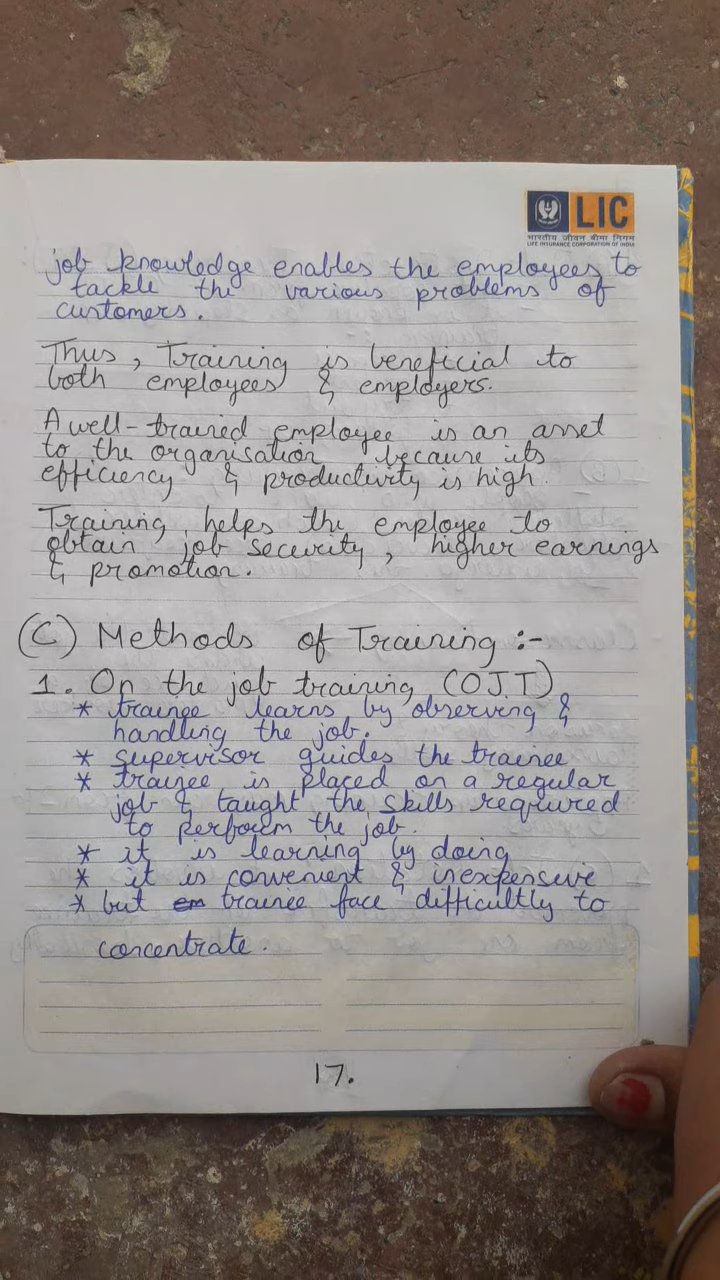 LIC
भारतीय जीवन बीमा निगम
LIFE INSURANCE CORPORATION OF INDIA
job knowledge enables the employees to
tackle the various problems of
customers.
Thus, Training is beneficial to
both employees & employers.
A well-trained employee is an asset
to the organisation because its
efficiency & productivity is high.
Training helps the employee to
obtain job security, higher earnings
& promotion.
(C) Methods of Training :-
1. On the job training (OJT)
* trainee learns by observing &
handling the job.
* supervisor guides the trainee
* trainee is placed on a regular
job & taught the skills required
to perform the job.
* it is learning by doing
* it is convenient & inexpensive
* but trainee face difficultly to
concentrate.
17.